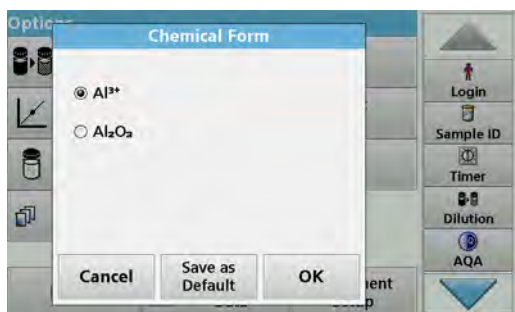 Chemical Form
Al³⁺
Al₂O₃
Cancel
Save as
Default
OK
Login
Sample ID
Timer
Dilution
AQA